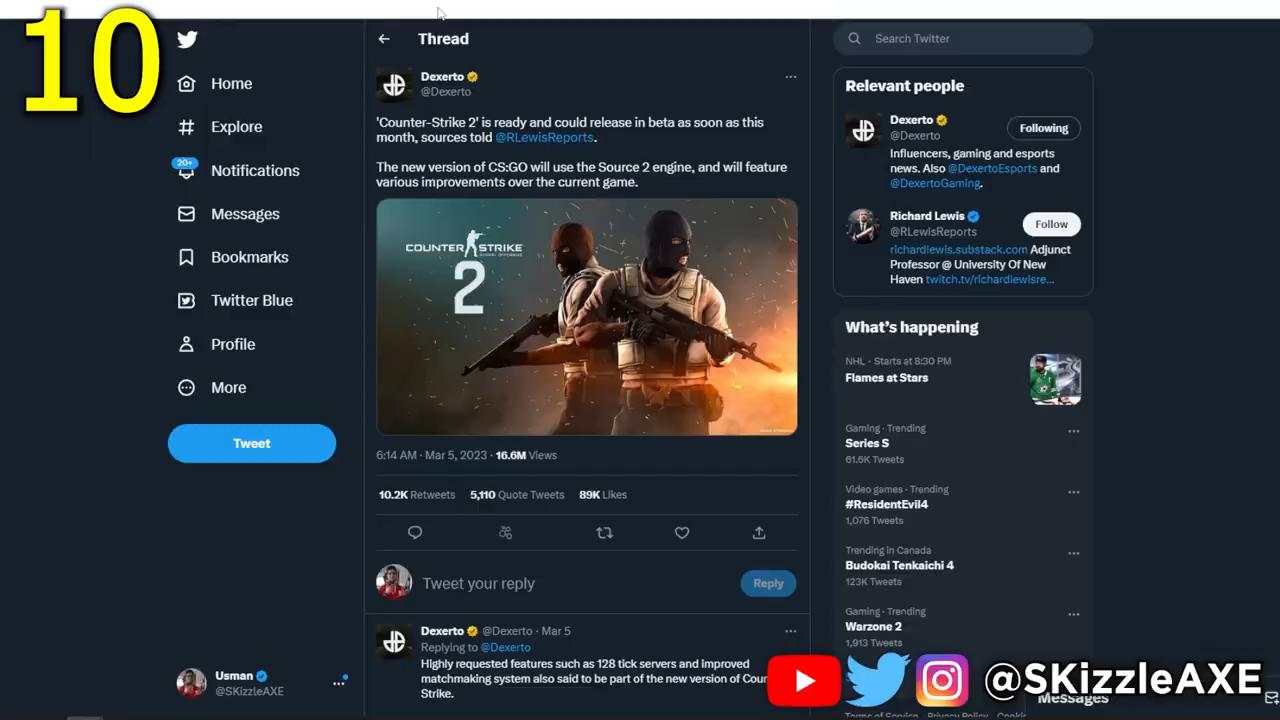 10
Home
Explore
20+
Notifications
Messages
Bookmarks
Twitter Blue
Profile
More
Tweet
Usman
@SKizzleAXE
Thread
Dexerto
@Dexerto
'Counter-Strike 2' is ready and could release in beta as soon as this
month, sources told @RLewisReports.
The new version of CS:GO will use the Source 2 engine, and will feature
various improvements over the current game.
COUNTER STRIKE
GLOBAL OFFENSIVE
2
6:14 AM · Mar 5, 2023 · 16.6M Views
10.2K Retweets 5,110 Quote Tweets 89K Likes
Tweet your reply
Reply
Dexerto @Dexerto · Mar 5
Replying to @Dexerto
Highly requested features such as 128 tick servers and improved
matchmaking system also said to be part of the new version of Cou
Strike.
Search Twitter
Relevant people
Dexerto
@Dexerto
Following
Influencers, gaming and esports
news. Also @DexertoEsports and
@DexertoGaming.
Richard Lewis
@RLewisReports
Follow
richardlewis.substack.com Adjunct
Professor @ University Of New
Haven twitch.tv/richardlewisre...
What's happening
NHL · Starts at 8:30 PM
Flames at Stars
Gaming · Trending
Series S
61.6K Tweets
Video games · Trending
#ResidentEvil4
1,076 Tweets
Trending in Canada
Budokai Tenkaichi 4
123K Tweets
Gaming · Trending
Warzone 2
1,913 Tweets
@SKizzleAXE
Messages
Terms of Service Privacy Policy Cookie